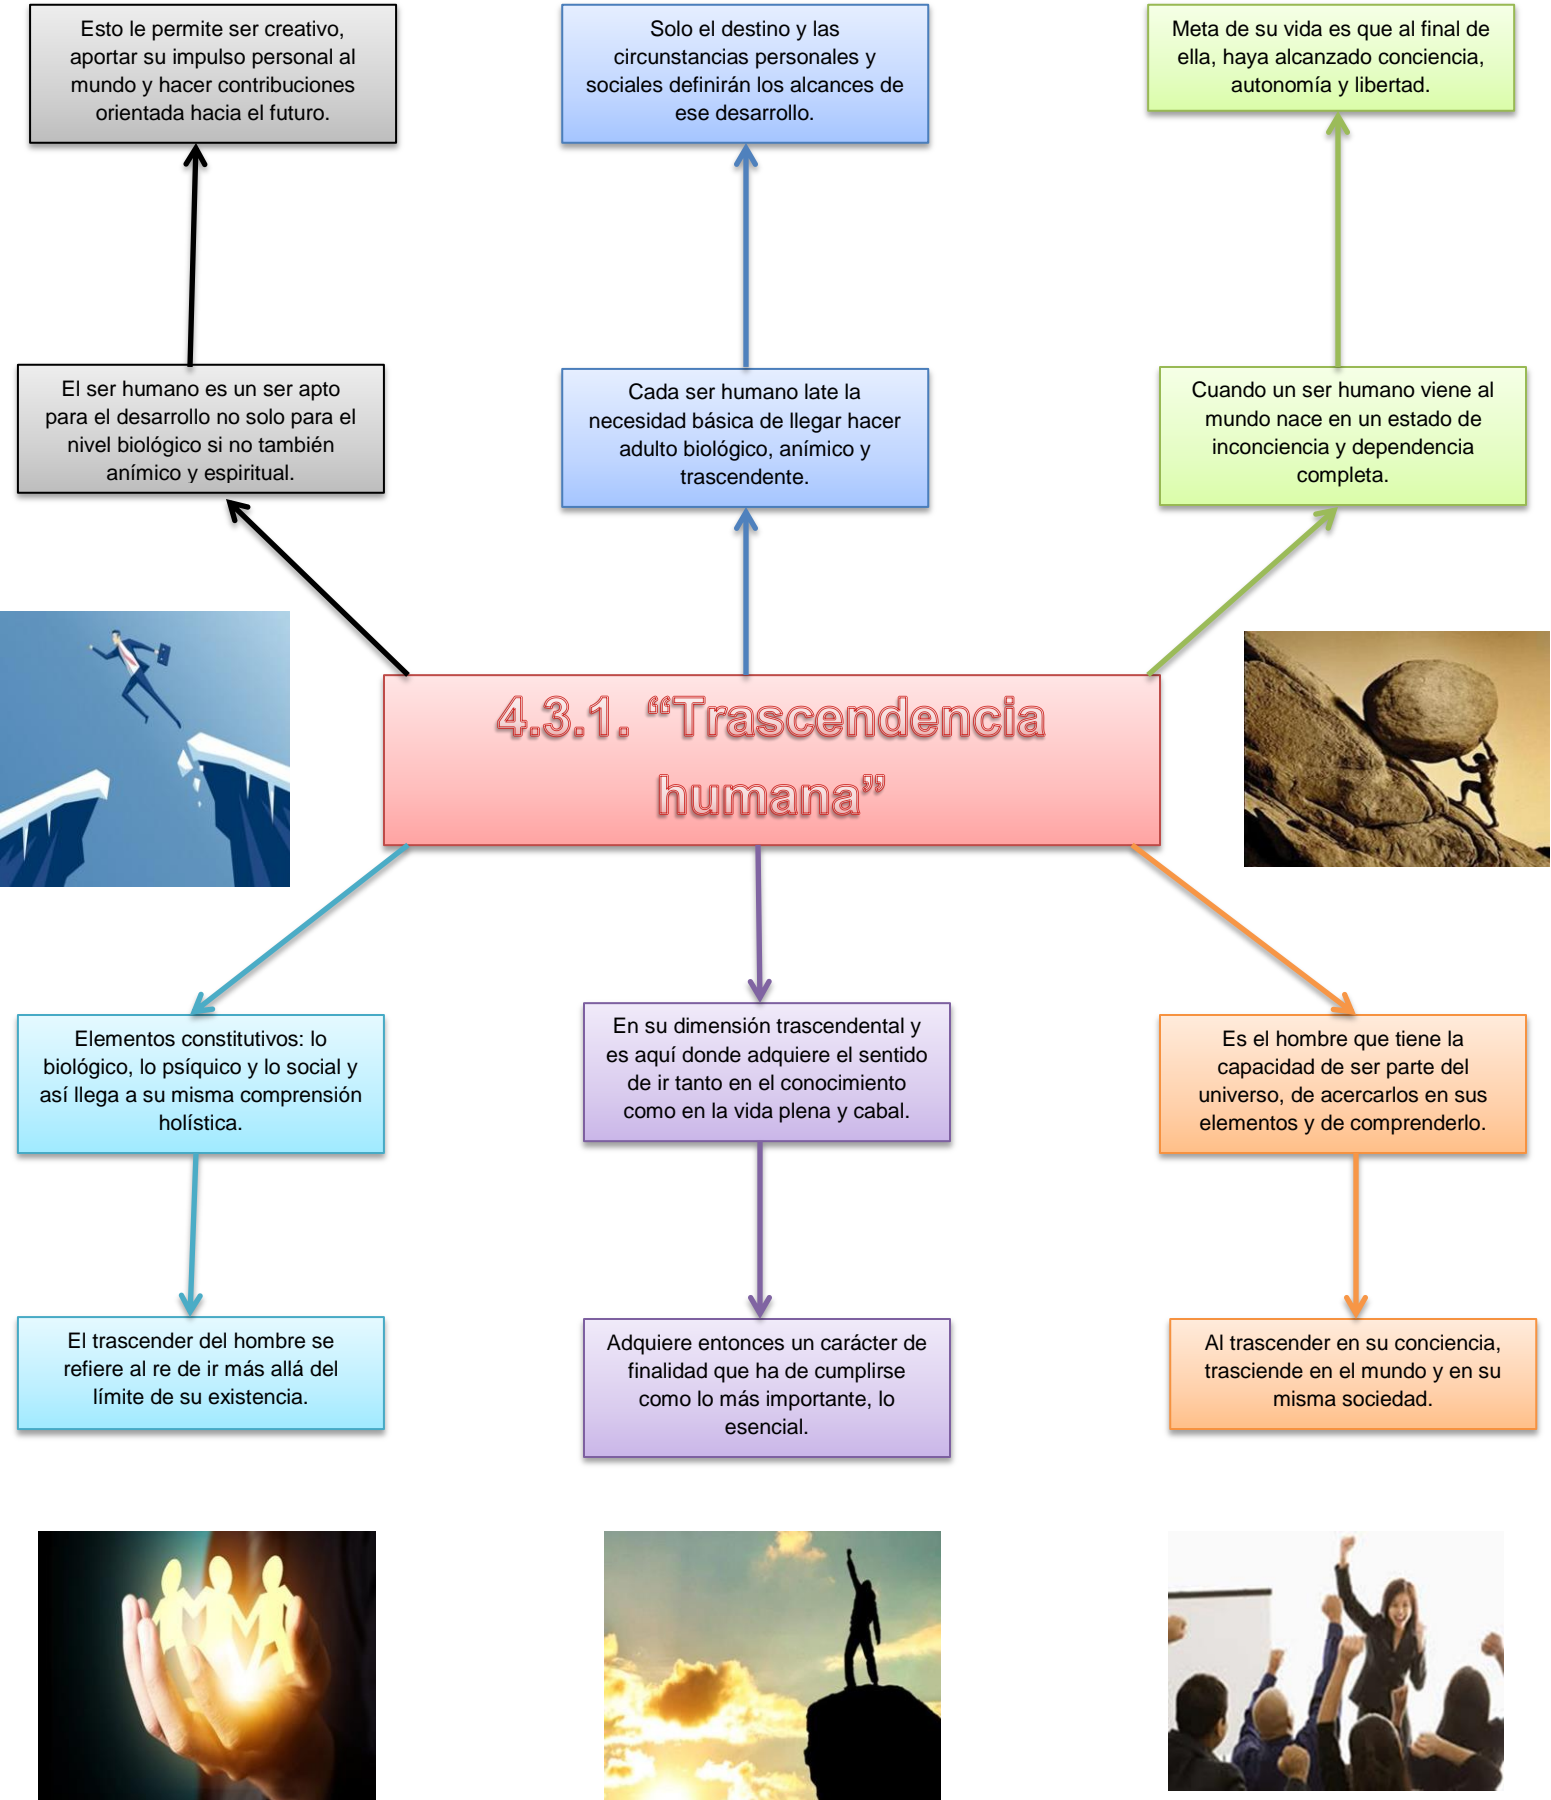 Esto le permite ser creativo,
aportar su impulso personal al
mundo y hacer contribuciones
orientada hacia el futuro.
Solo el destino y las
circunstancias personales y
sociales definirán los alcances de
ese desarrollo.
Meta de su vida es que al final de
ella, haya alcanzado conciencia,
autonomía y libertad.
El ser humano es un ser apto
para el desarrollo no solo para el
nivel biológico si no también
anímico y espiritual.
Cada ser humano late la
necesidad básica de llegar hacer
adulto biológico, anímico y
trascendente.
Cuando un ser humano viene al
mundo nace en un estado de
inconciencia y dependencia
completa.
4.3.1. “Trascendencia
humana”
Elementos constitutivos: lo
biológico, lo psíquico y lo social y
así llega a su misma comprensión
holística.
En su dimensión trascendental y
es aquí donde adquiere el sentido
de ir tanto en el conocimiento
como en la vida plena y cabal.
Es el hombre que tiene la
capacidad de ser parte del
universo, de acercarlos en sus
elementos y de comprenderlo.
El trascender del hombre se
refiere al re de ir más allá del
límite de su existencia.
Adquiere entonces un carácter de
finalidad que ha de cumplirse
como lo más importante, lo
esencial.
Al trascender en su conciencia,
trasciende en el mundo y en su
misma sociedad.